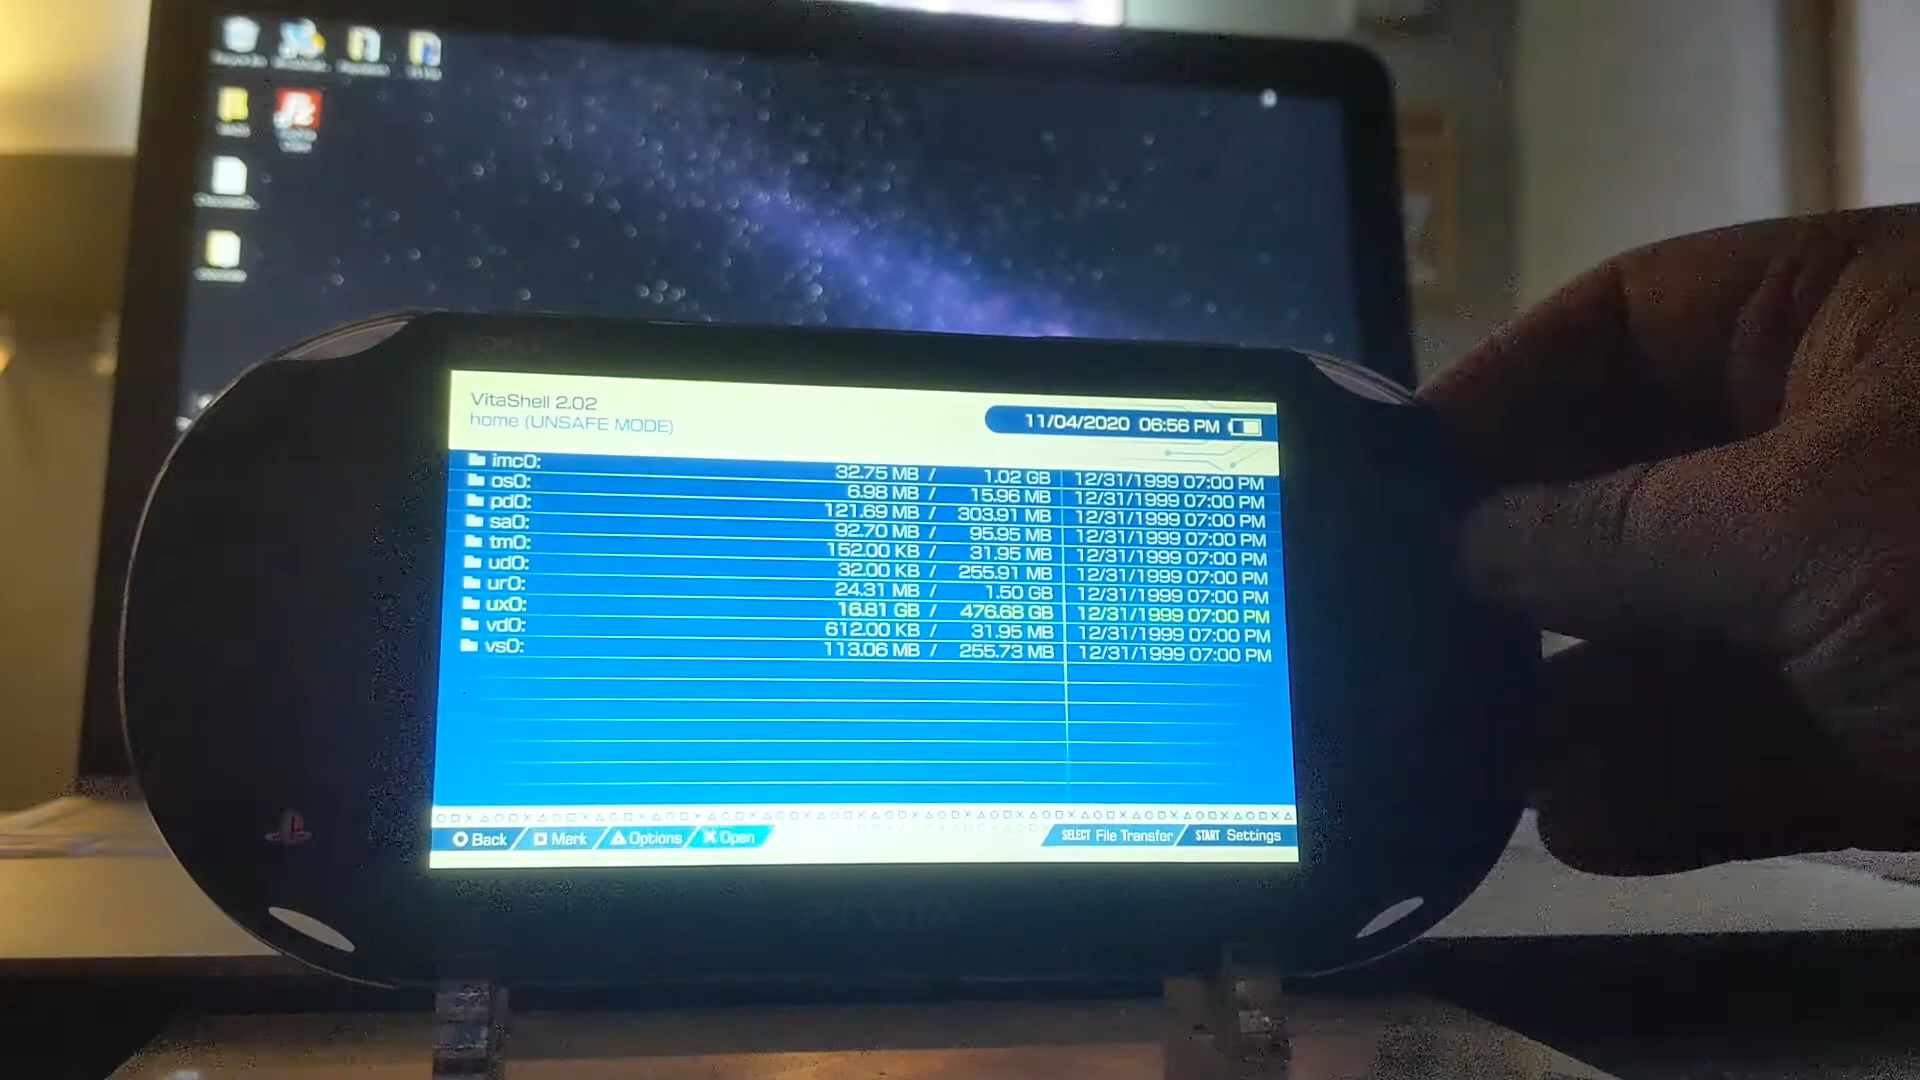 VitaShell 2.02
home (UNSAFE MODE)
11/04/2020 06:56 PM
imc0: 32.75 MB / 1.02 GB 12/31/1999 07:00 PM
os0: 6.98 MB / 15.96 MB 12/31/1999 07:00 PM
pd0: 121.69 MB / 303.91 MB 12/31/1999 07:00 PM
sa0: 92.70 MB / 95.95 MB 12/31/1999 07:00 PM
tm0: 152.00 KB / 31.95 MB 12/31/1999 07:00 PM
ud0: 32.00 KB / 255.91 MB 12/31/1999 07:00 PM
ur0: 24.31 MB / 1.50 GB 12/31/1999 07:00 PM
ux0: 16.81 GB / 476.68 GB 12/31/1999 07:00 PM
vd0: 612.00 KB / 31.95 MB 12/31/1999 07:00 PM
vs0: 113.06 MB / 255.73 MB 12/31/1999 07:00 PM
Back Mark Options Open SELECT File Transfer START Settings